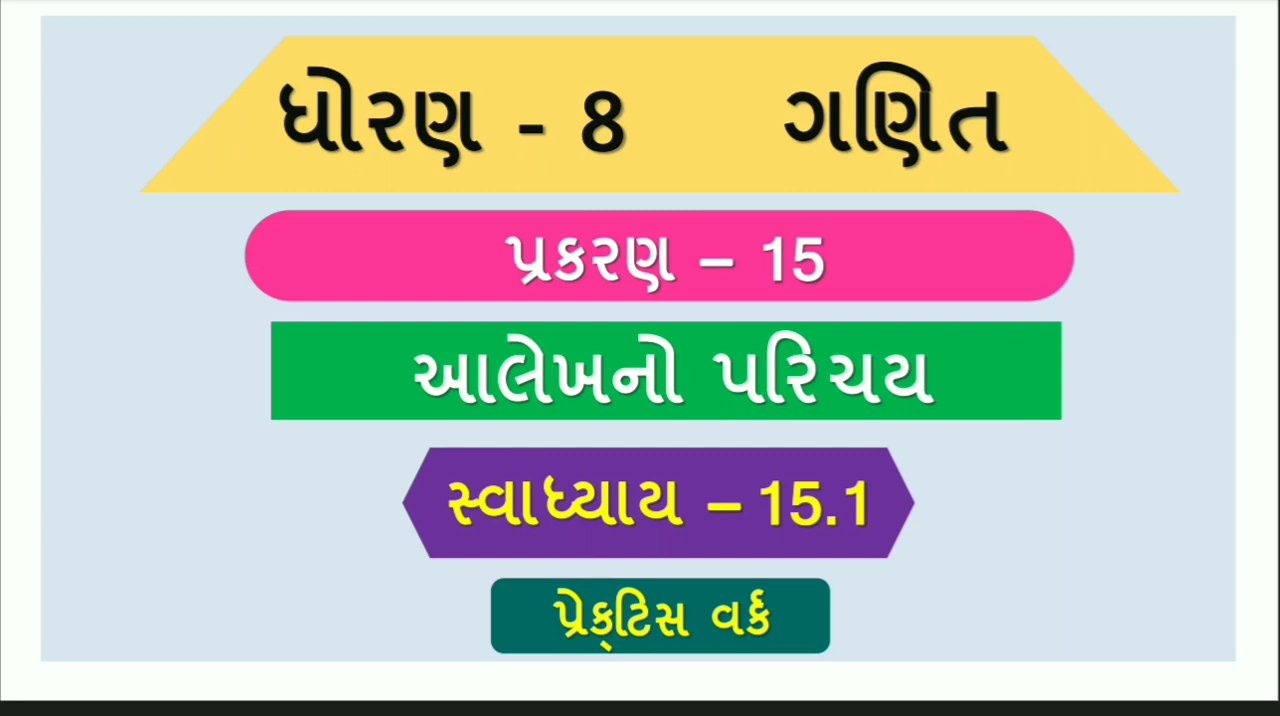 ધોરણ - 8 ગણિત
પ્રકરણ – 15
આલેખનો પરિચય
સ્વાધ્યાય – 15.1
પ્રેક્ટિસ વર્ક